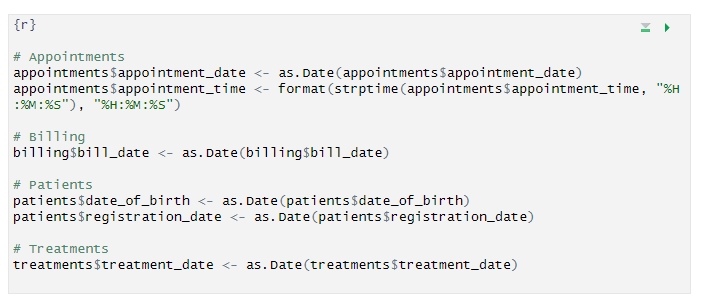 {r}
# Appointments
appointments$appointment_date <- as.Date(appointments$appointment_date)
appointments$appointment_time <- format(strptime(appointments$appointment_time, "%H
:%M:%S"), "%H:%M:%S")
# Billing
billing$bill_date <- as.Date(billing$bill_date)
# Patients
patients$date_of_birth <- as.Date(patients$date_of_birth)
patients$registration_date <- as.Date(patients$registration_date)
# Treatments
treatments$treatment_date <- as.Date(treatments$treatment_date)